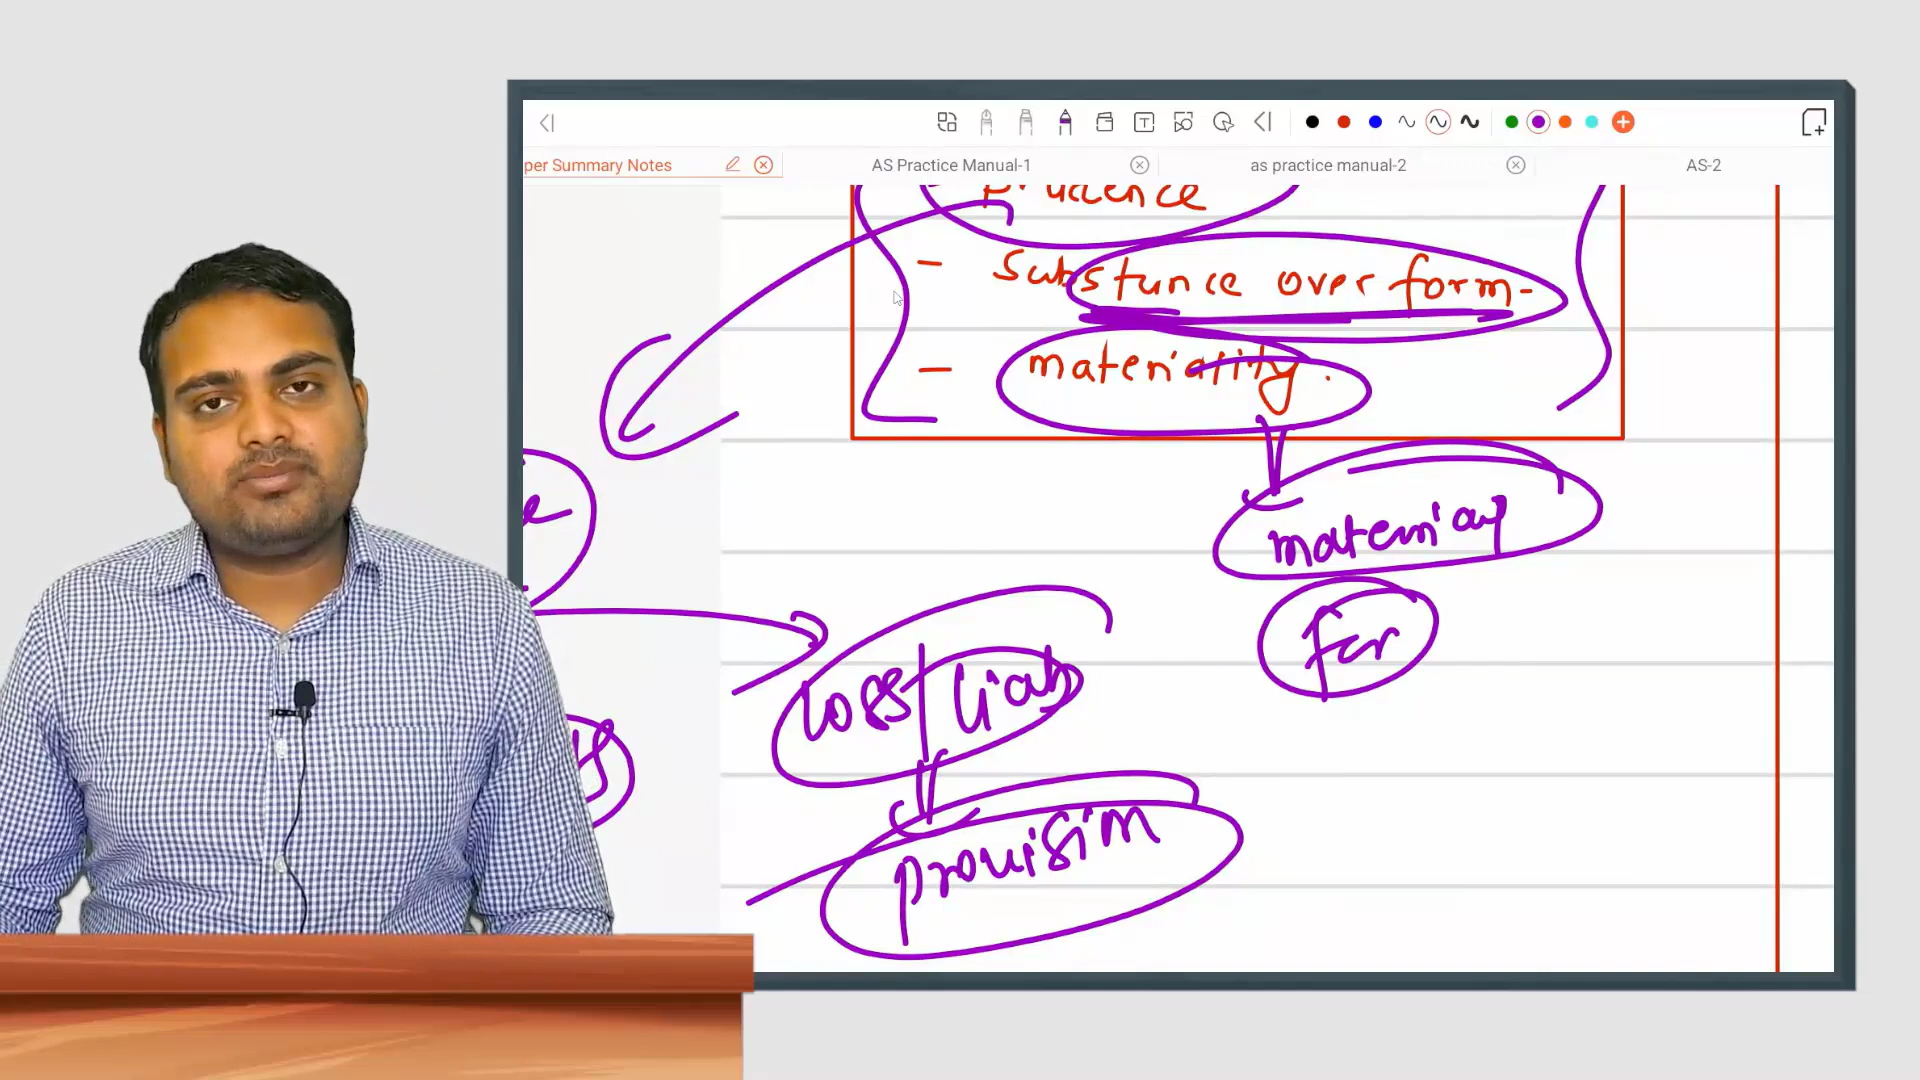 per Summary Notes
AS Practice Manual-1
as practice manual-2
AS-2
prudence
- Substance over form-
- materiality.
material
For
loss | Liab
provision